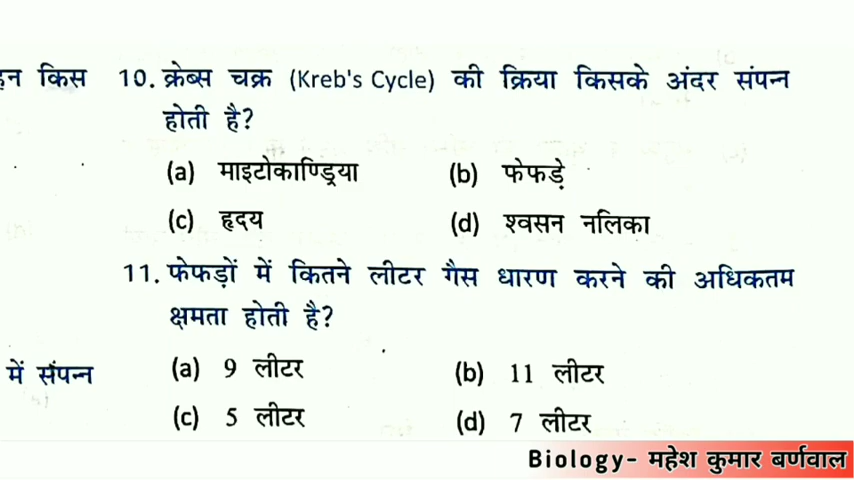 किस 10. क्रेब्स चक्र (Kreb's Cycle) की क्रिया किसके अंदर संपन्न
होती है?
(a) माइटोकाण्ड्रिया (b) फेफड़े
(c) हृदय (d) श्वसन नलिका
11. फेफड़ों में कितने लीटर गैस धारण करने की अधिकतम
क्षमता होती है?
में संपन्न (a) 9 लीटर (b) 11 लीटर
(c) 5 लीटर (d) 7 लीटर
Biology- महेश कुमार बर्णवाल